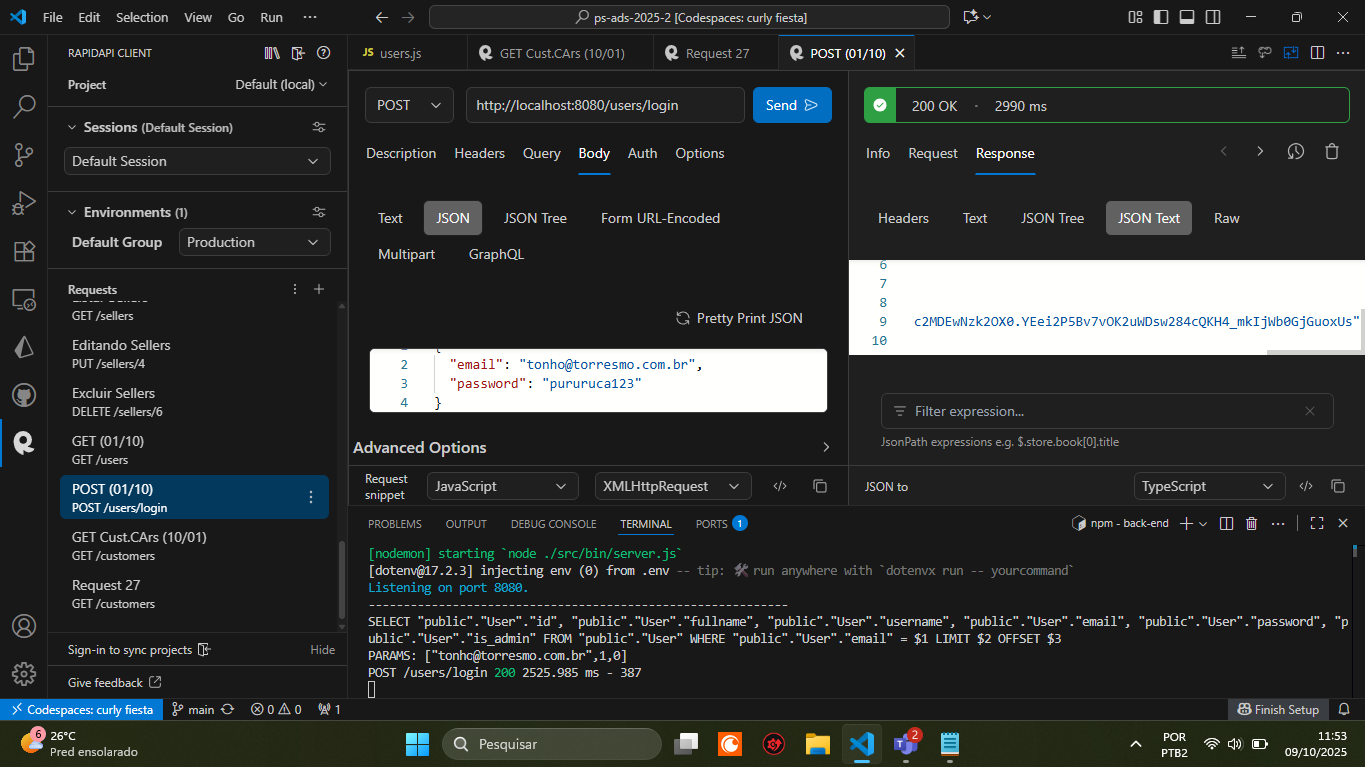 File Edit Selection View Go Run ···
ps-ads-2025-2 [Codespaces: curly fiesta]
RAPIDAPI CLIENT
Project
Default (local)
Sessions (Default Session)
Default Session
Environments (1)
Default Group
Production
Requests
GET /sellers
Editando Sellers
PUT /sellers/4
Excluir Sellers
DELETE /sellers/6
GET (01/10)
GET /users
POST (01/10)
POST /users/login
GET Cust.CArs (10/01)
GET /customers
Request 27
GET /customers
Sign-in to sync projects
Hide
Give feedback
JS users.js
GET Cust.CArs (10/01)
Request 27
POST (01/10)
POST
http://localhost:8080/users/login
Send
Description Headers Query Body Auth Options
Text JSON JSON Tree Form URL-Encoded
Multipart GraphQL
Pretty Print JSON
2 "email": "tonho@torresmo.com.br",
3 "password": "pururuca123"
4 }
Advanced Options
Request snippet
JavaScript
XMLHttpRequest
200 OK · 2990 ms
Info Request Response
Headers Text JSON Tree JSON Text Raw
6
7
8
9 c2MDEwNzk2OX0.YEei2P5Bv7vOK2uWDsw284cQKH4_mkIjWb0GjGuoxUs"
10
Filter expression...
JsonPath expressions e.g. $.store.book[0].title
JSON to
TypeScript
PROBLEMS OUTPUT DEBUG CONSOLE TERMINAL PORTS 1
npm - back-end
[nodemon] starting `node ./src/bin/server.js`
[dotenv@17.2.3] injecting env (0) from .env -- tip: 🛠 run anywhere with `dotenvx run -- yourcommand`
Listening on port 8080.
------------------------------------------------------------
SELECT "public"."User"."id", "public"."User"."fullname", "public"."User"."username", "public"."User"."email", "public"."User"."password", "p
ublic"."User"."is_admin" FROM "public"."User" WHERE "public"."User"."email" = $1 LIMIT $2 OFFSET $3
PARAMS: ["tonho@torresmo.com.br",1,0]
POST /users/login 200 2525.985 ms - 387
Codespaces: curly fiesta
main
0 0
1
Finish Setup
6
26°C
Pred ensolarado
Pesquisar
2
POR
PTB2
11:53
09/10/2025